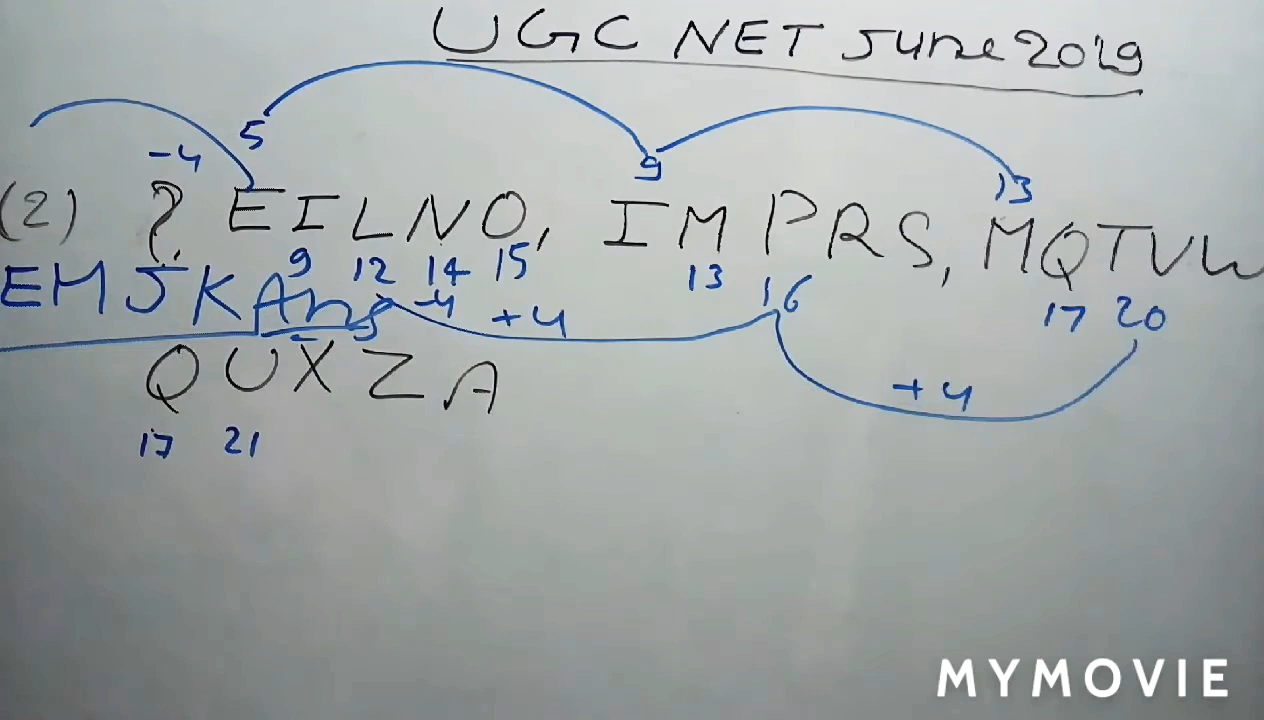 UGC NET June 2019
5 9 13
-4
(2) ? EILNO, IMPRS, MQTVW
9 12 14 15 13 16 17 20
EMJKAns -4 +4
QUXZA +4
17 21
MYMOVIE